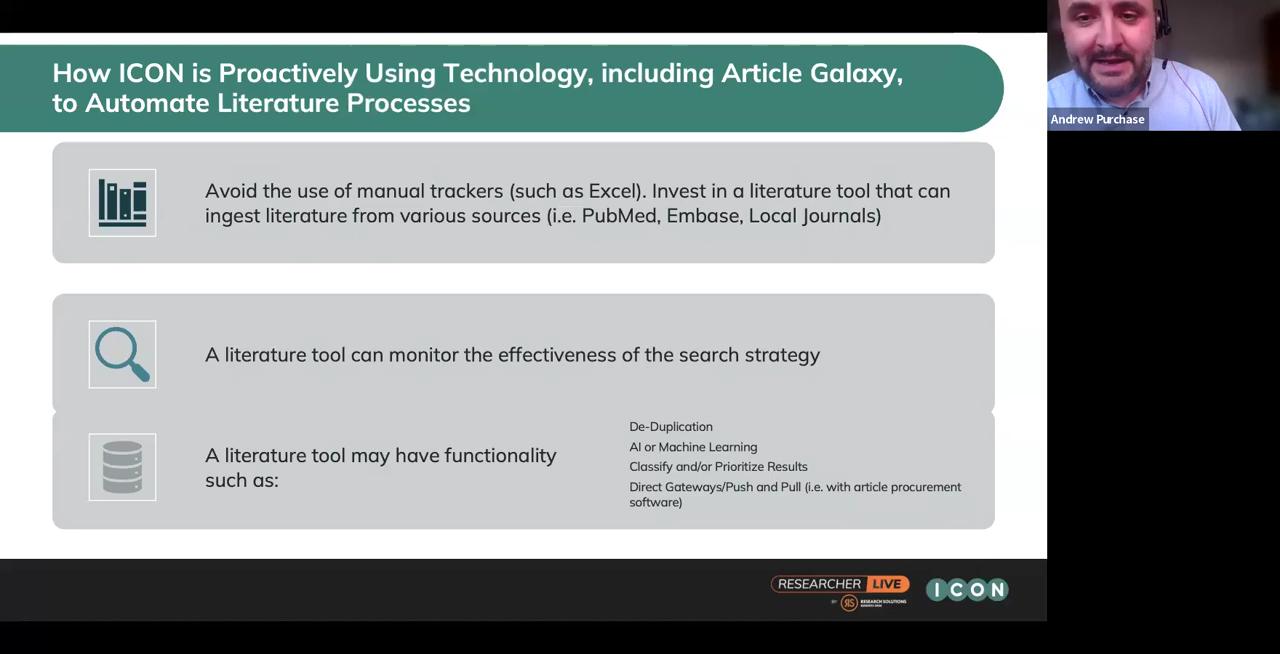 How ICON is Proactively Using Technology, including Article Galaxy,
to Automate Literature Processes
Andrew Purchase
Avoid the use of manual trackers (such as Excel). Invest in a literature tool that can
ingest literature from various sources (i.e. PubMed, Embase, Local Journals)
A literature tool can monitor the effectiveness of the search strategy
A literature tool may have functionality
such as:
De-Duplication
AI or Machine Learning
Classify and/or Prioritize Results
Direct Gateways/Push and Pull (i.e. with article procurement
software)
RESEARCHER LIVE
BY RESEARCH SOLUTIONS
ICON